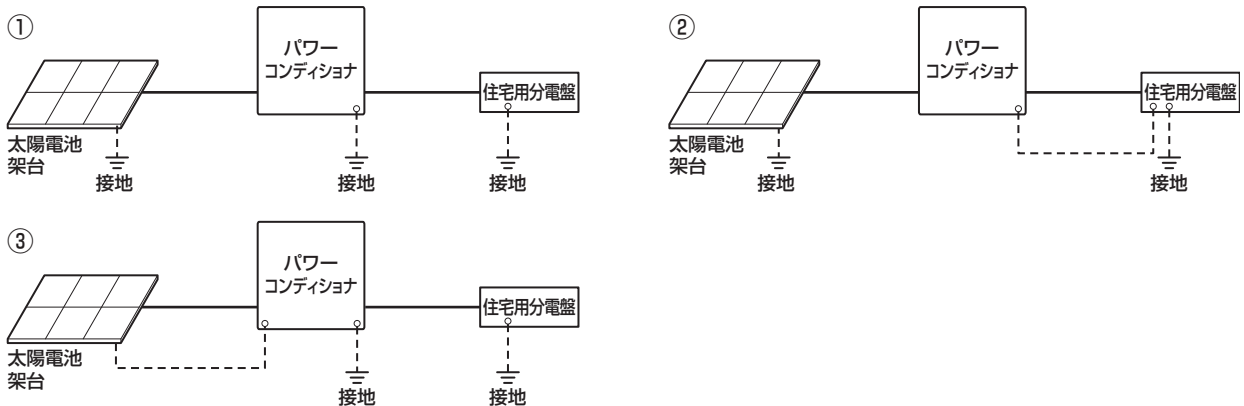 ①
パワー
コンディショナ
住宅用分電盤
太陽電池
架台
接地
接地
接地
②
パワー
コンディショナ
住宅用分電盤
太陽電池
架台
接地
接地
③
パワー
コンディショナ
住宅用分電盤
太陽電池
架台
接地
接地